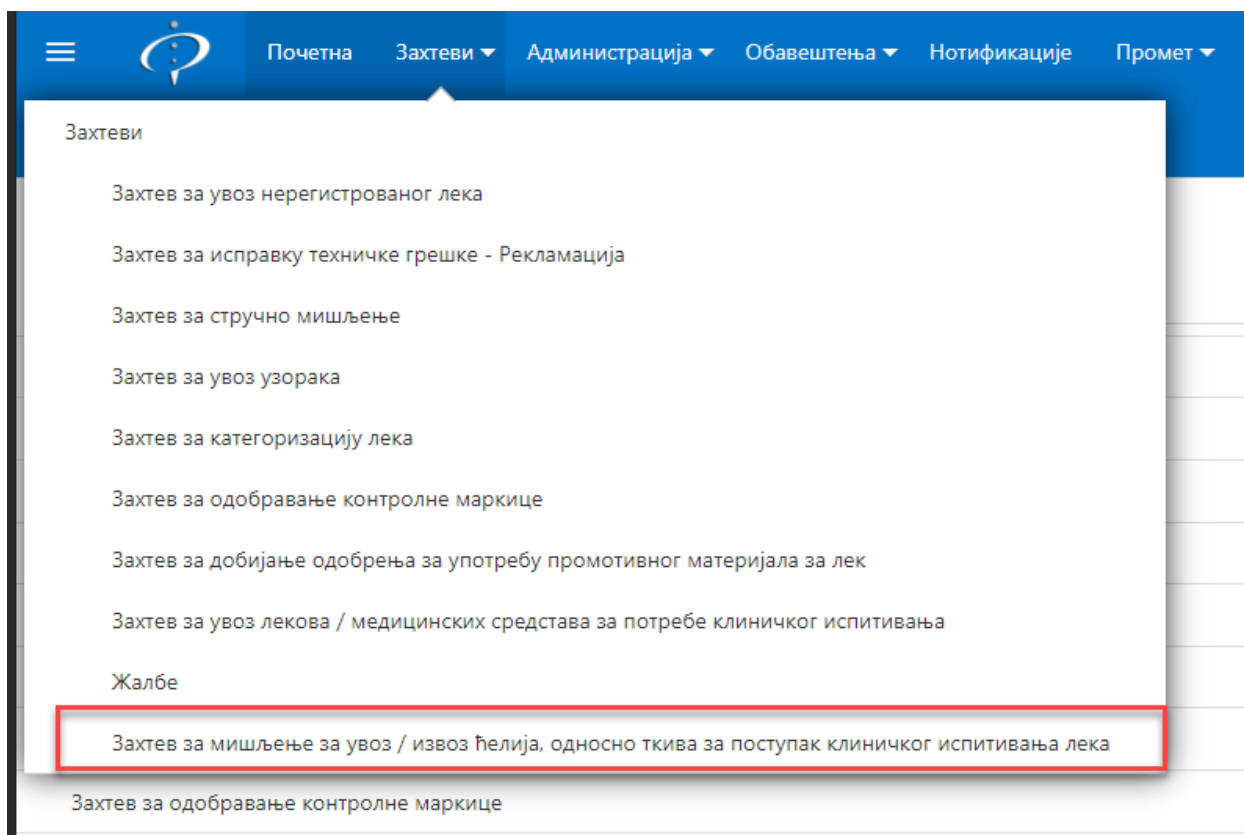 Почетна Захтеви Администрација Обавештења Нотификације Промет
Захтеви
Захтев за увоз нерегистрованог лека
Захтев за исправку техничке грешке - Рекламација
Захтев за стручно мишљење
Захтев за увоз узорака
Захтев за категоризацију лека
Захтев за одобравање контролне маркице
Захтев за добијање одобрења за употребу промотивног материјала за лек
Захтев за увоз лекова / медицинских средстава за потребе клиничког испитивања
Жалбе
Захтев за мишљење за увоз / извоз ћелија, односно ткива за поступак клиничког испитивања лека
Захтев за одобравање контролне маркице